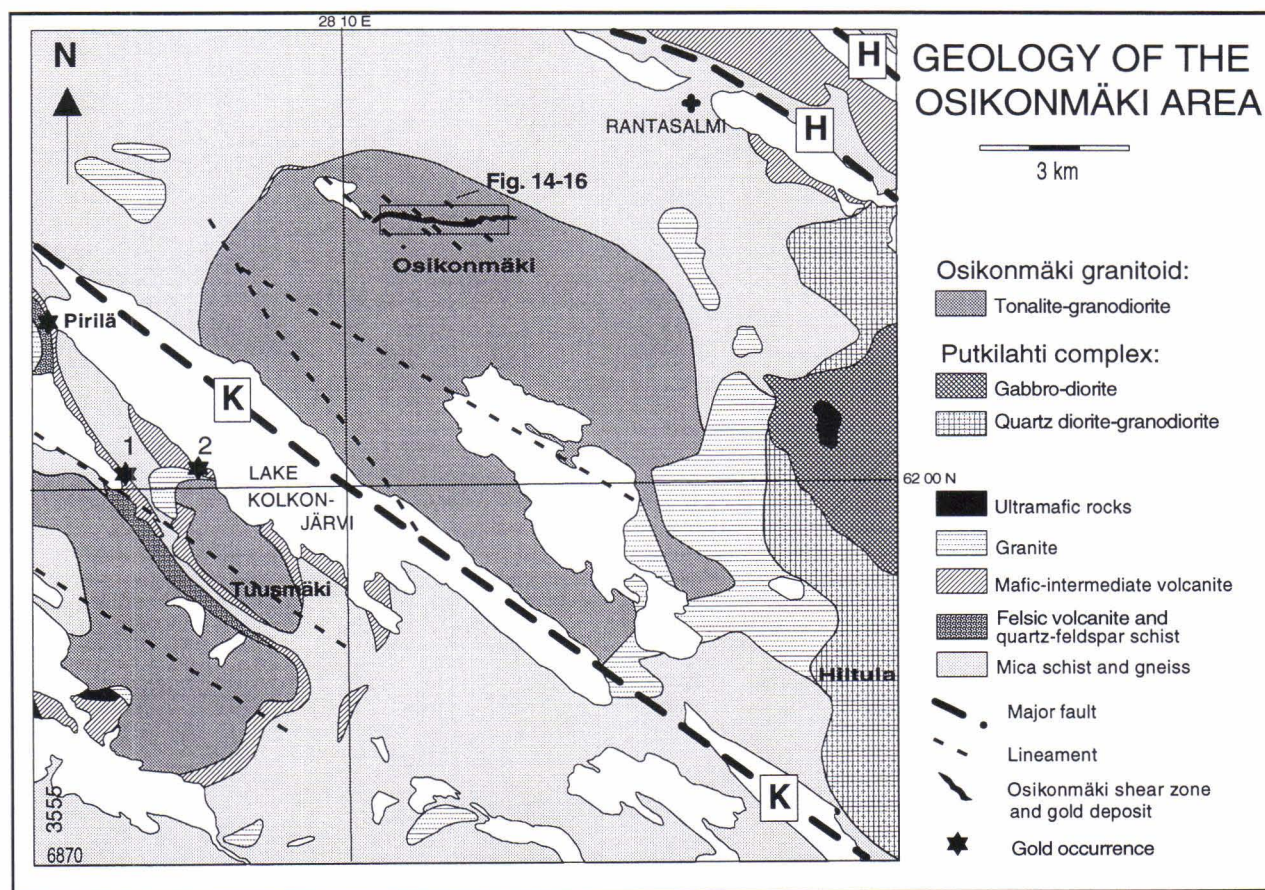 28 10 E
N
H
H
GEOLOGY OF THE
OSIKONMÄKI AREA
3 km
RANTASALMI
Fig. 14-16
Osikonmäki
Pirilä
K
1
2
LAKE
KOLKON-
JÄRVI
62 00 N
Tuusmäki
Hiltula
K
3555
6870
Osikonmäki granitoid:
Tonalite-granodiorite
Putkilahti complex:
Gabbro-diorite
Quartz diorite-granodiorite
Ultramafic rocks
Granite
Mafic-intermediate volcanite
Felsic volcanite and
quartz-feldspar schist
Mica schist and gneiss
Major fault
Lineament
Osikonmäki shear zone
and gold deposit
Gold occurrence